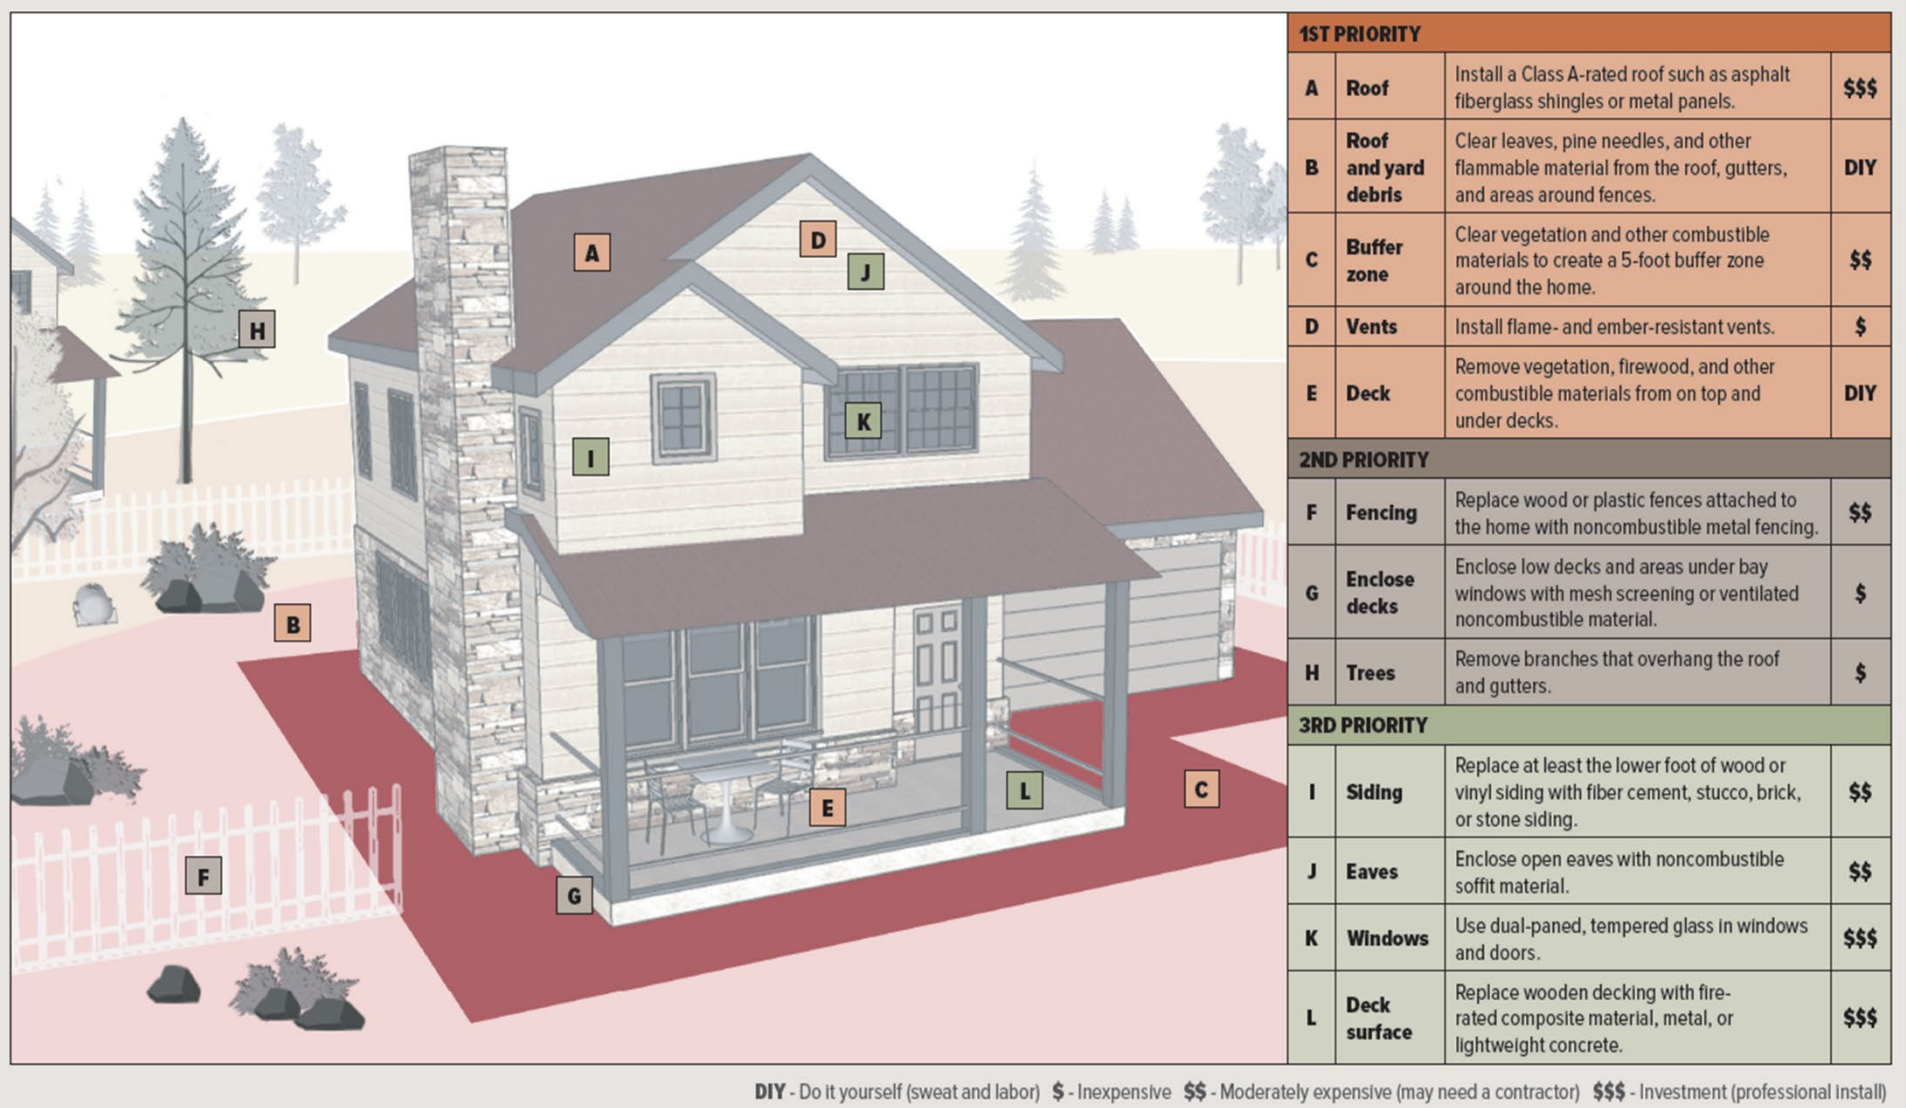 A
D
J
H
K
I
B
E
L
C
F
G
1ST PRIORITY
A
Roof
Install a Class A-rated roof such as asphalt
fiberglass shingles or metal panels.
$$$
B
Roof
and yard
debris
Clear leaves, pine needles, and other
flammable material from the roof, gutters,
and areas around fences.
DIY
C
Buffer
zone
Clear vegetation and other combustible
materials to create a 5-foot buffer zone
around the home.
$$
D
Vents
Install flame- and ember-resistant vents.
$
E
Deck
Remove vegetation, firewood, and other
combustible materials from on top and
under decks.
DIY
2ND PRIORITY
F
Fencing
Replace wood or plastic fences attached to
the home with noncombustible metal fencing.
$$
G
Enclose
decks
Enclose low decks and areas under bay
windows with mesh screening or ventilated
noncombustible material.
$
H
Trees
Remove branches that overhang the roof
and gutters.
$
3RD PRIORITY
I
Siding
Replace at least the lower foot of wood or
vinyl siding with fiber cement, stucco, brick,
or stone siding.
$$
J
Eaves
Enclose open eaves with noncombustible
soffit material.
$$
K
Windows
Use dual-paned, tempered glass in windows
and doors.
$$$
L
Deck
surface
Replace wooden decking with fire-
rated composite material, metal, or
lightweight concrete.
$$$
DIY - Do it yourself (sweat and labor) $ - Inexpensive $$ - Moderately expensive (may need a contractor) $$$ - Investment (professional install)